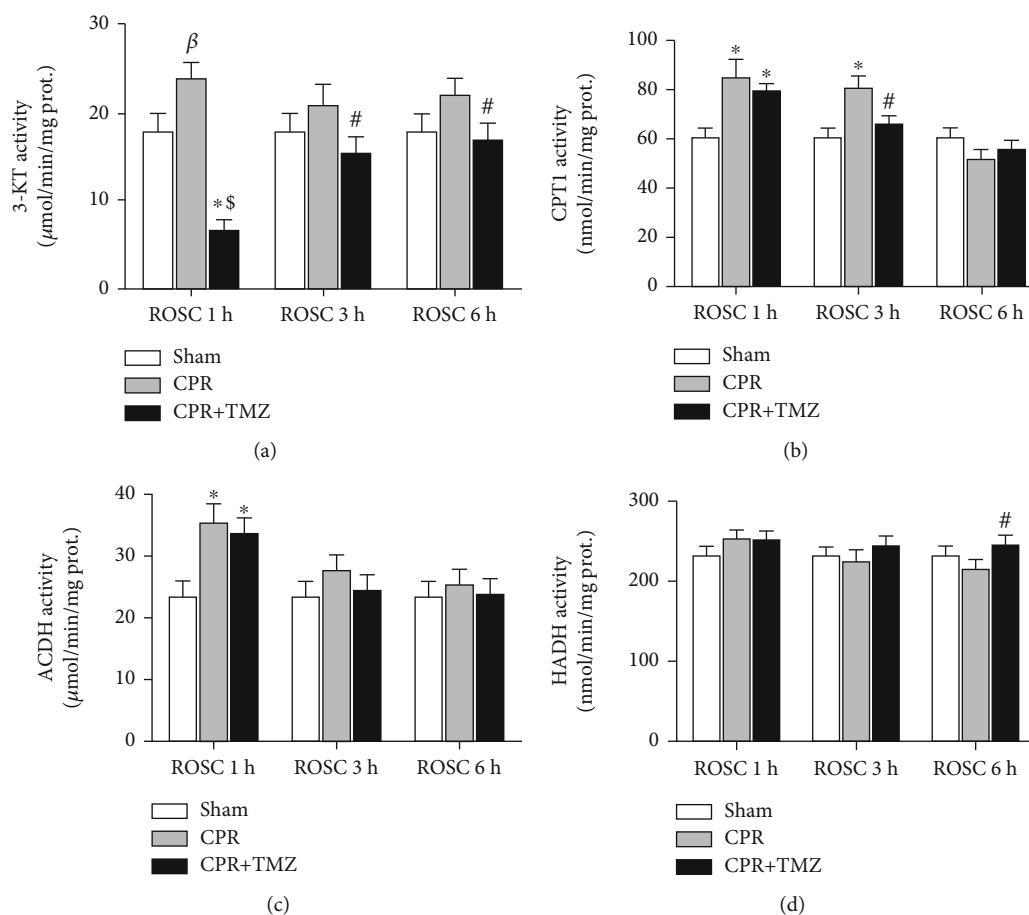 3-KT activity
(μmol/min/mg prot.)
30
20
10
0
β
*$
#
#
ROSC 1 h
ROSC 3 h
ROSC 6 h
Sham
CPR
CPR+TMZ
(a)
CPT1 activity
(nmol/min/mg prot.)
100
80
60
40
20
0
*
*
*
#
ROSC 1 h
ROSC 3 h
ROSC 6 h
Sham
CPR
CPR+TMZ
(b)
ACDH activity
(μmol/min/mg prot.)
40
30
20
10
0
*
*
ROSC 1 h
ROSC 3 h
ROSC 6 h
Sham
CPR
CPR+TMZ
(c)
HADH activity
(nmol/min/mg prot.)
300
200
100
0
#
ROSC 1 h
ROSC 3 h
ROSC 6 h
Sham
CPR
CPR+TMZ
(d)